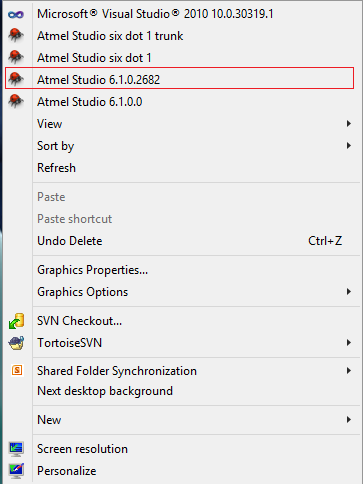 Microsoft® Visual Studio® 2010 10.0.30319.1
Atmel Studio six dot 1 trunk
Atmel Studio six dot 1
Atmel Studio 6.1.0.2682
Atmel Studio 6.1.0.0
View
Sort by
Refresh
Paste
Paste shortcut
Undo Delete Ctrl+Z
Graphics Properties...
Graphics Options
SVN Checkout...
TortoiseSVN
Shared Folder Synchronization
Next desktop background
New
Screen resolution
Personalize